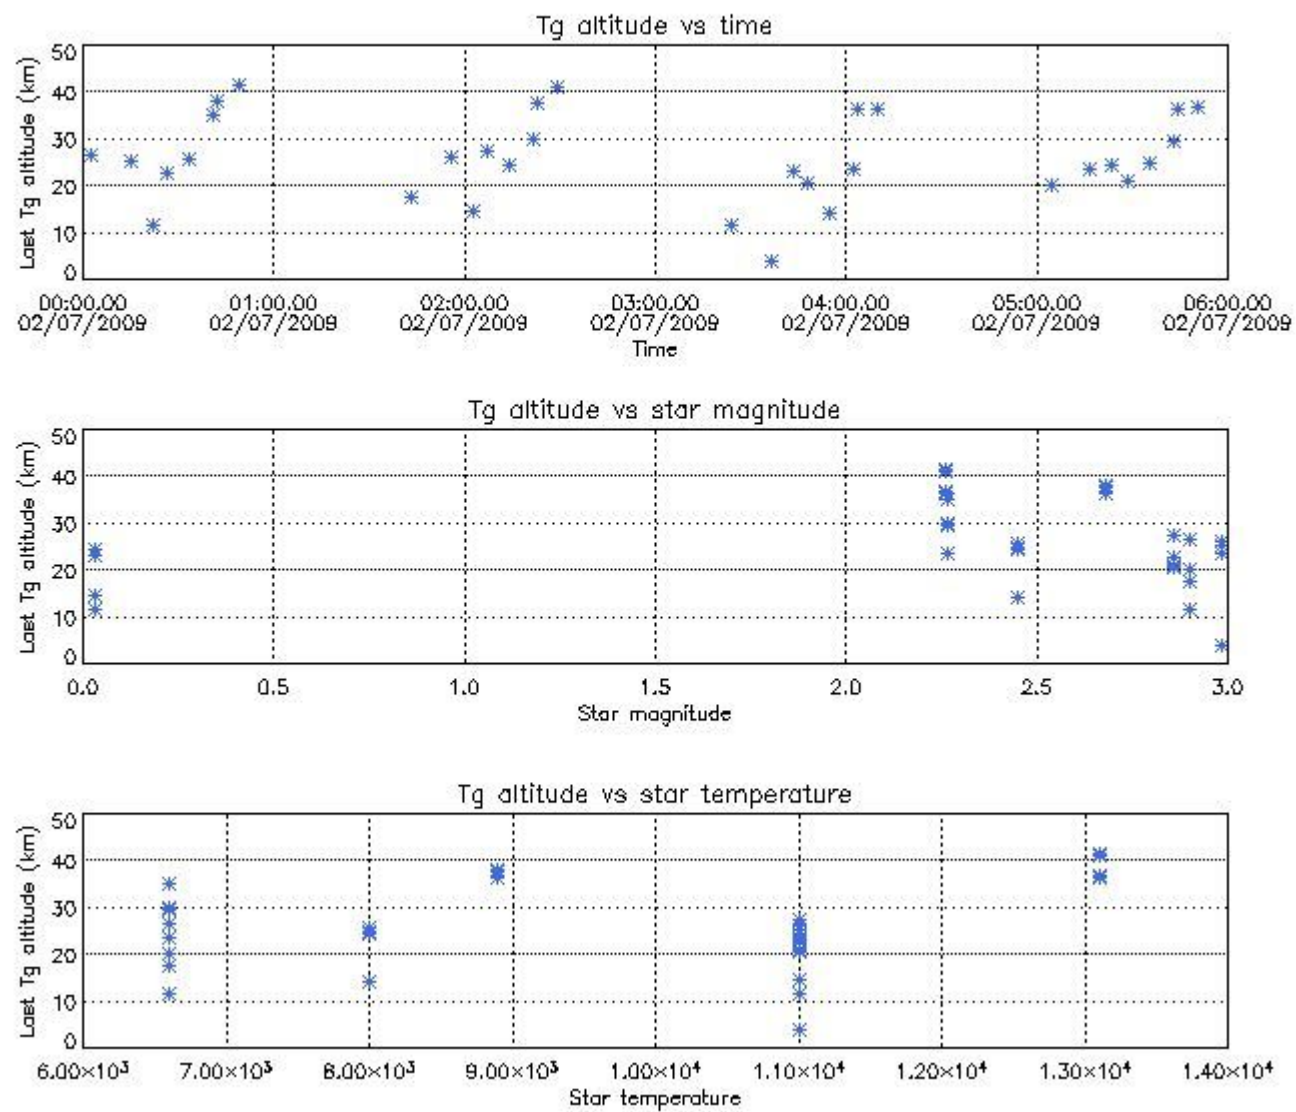 Tg altitude vs time
Last Tg altitude (km)
50
40
30
20
10
0
00:00.00 01:00.00 02:00.00 03:00.00 04:00.00 05:00.00 06:00.00
02/07/2009 02/07/2009 02/07/2009 02/07/2009 02/07/2009 02/07/2009 02/07/2009
Time
Tg altitude vs star magnitude
Last Tg altitude (km)
50
40
30
20
10
0
0.0 0.5 1.0 1.5 2.0 2.5 3.0
Star magnitude
Tg altitude vs star temperature
Last Tg altitude (km)
50
40
30
20
10
0
6.00×10³ 7.00×10³ 8.00×10³ 9.00×10³ 1.00×10⁴ 1.10×10⁴ 1.20×10⁴ 1.30×10⁴ 1.40×10⁴
Star temperature